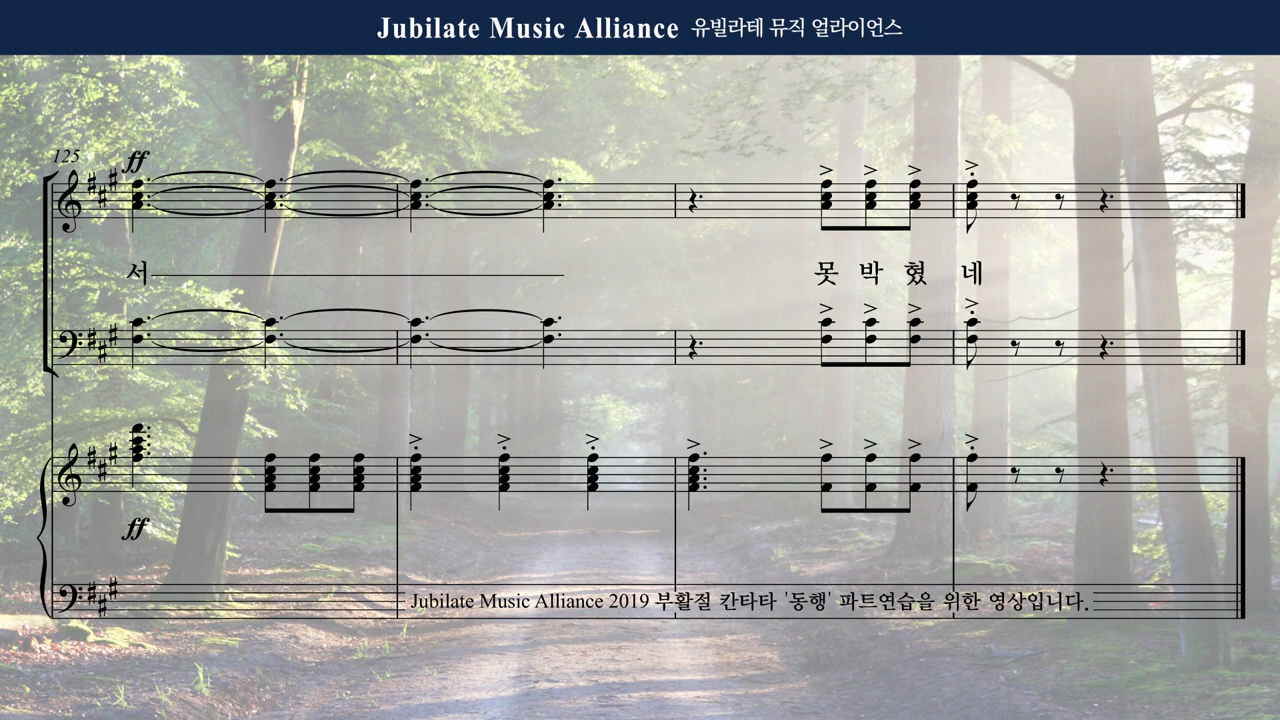 Jubilate Music Alliance 유빌라테 뮤직 얼라이언스
125
ff
서 못 박 혔 네
ff
Jubilate Music Alliance 2019 부활절 칸타타 '동행' 파트연습을 위한 영상입니다.